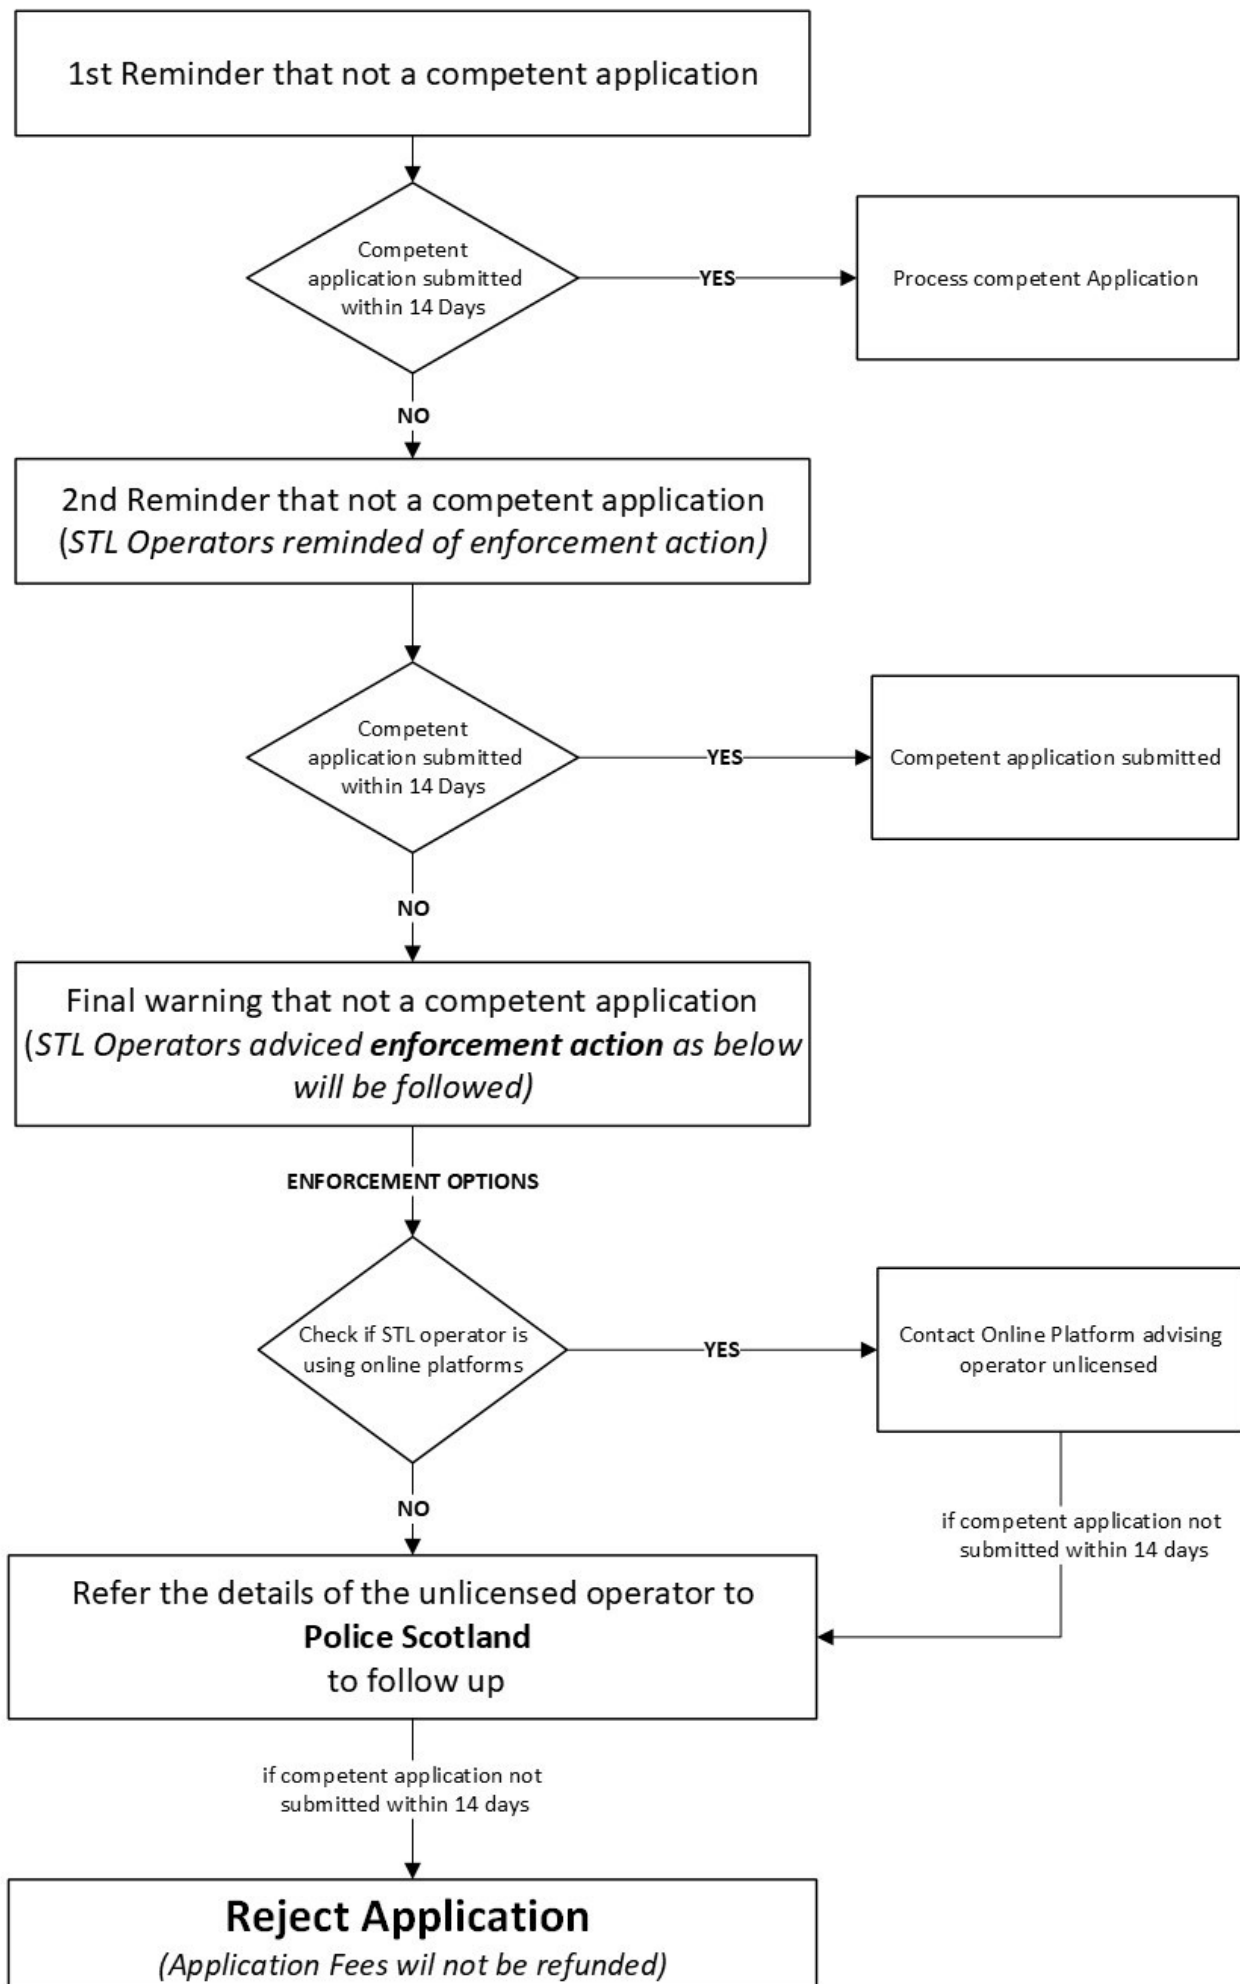 1st Reminder that not a competent application
Competent
application submitted
within 14 Days
YES
Process competent Application
NO
2nd Reminder that not a competent application
(STL Operators reminded of enforcement action)
Competent
application submitted
within 14 Days
YES
Competent application submitted
NO
Final warning that not a competent application
(STL Operators adviced enforcement action as below
will be followed)
ENFORCEMENT OPTIONS
Check if STL operator is
using online platforms
YES
Contact Online Platform advising
operator unlicensed
NO
if competent application not
submitted within 14 days
Refer the details of the unlicensed operator to
Police Scotland
to follow up
if competent application not
submitted within 14 days
Reject Application
(Application Fees wil not be refunded)